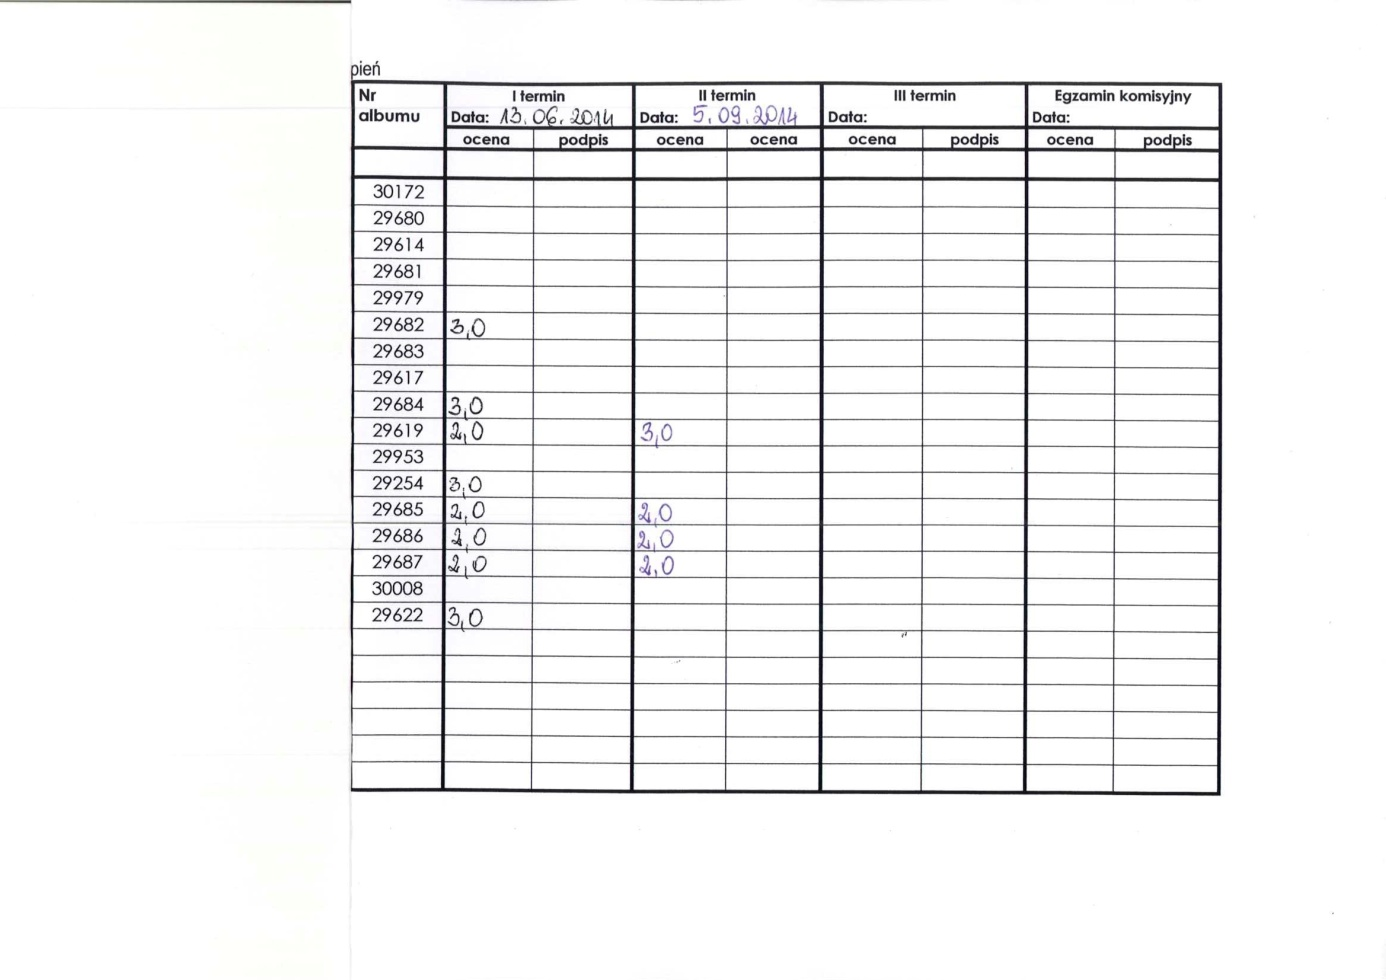 pień
Nr albumu I termin II termin III termin Egzamin komisyjny
Data: 13.06.2014 Data: 5.09.2014 Data: Data:
ocena podpis ocena ocena ocena podpis ocena podpis
30172
29680
29614
29681
29979
29682 3,0
29683
29617
29684 3,0
29619 2,0 3,0
29953
29254 3,0
29685 2,0 2,0
29686 2,0 2,0
29687 2,0 2,0
30008
29622 3,0